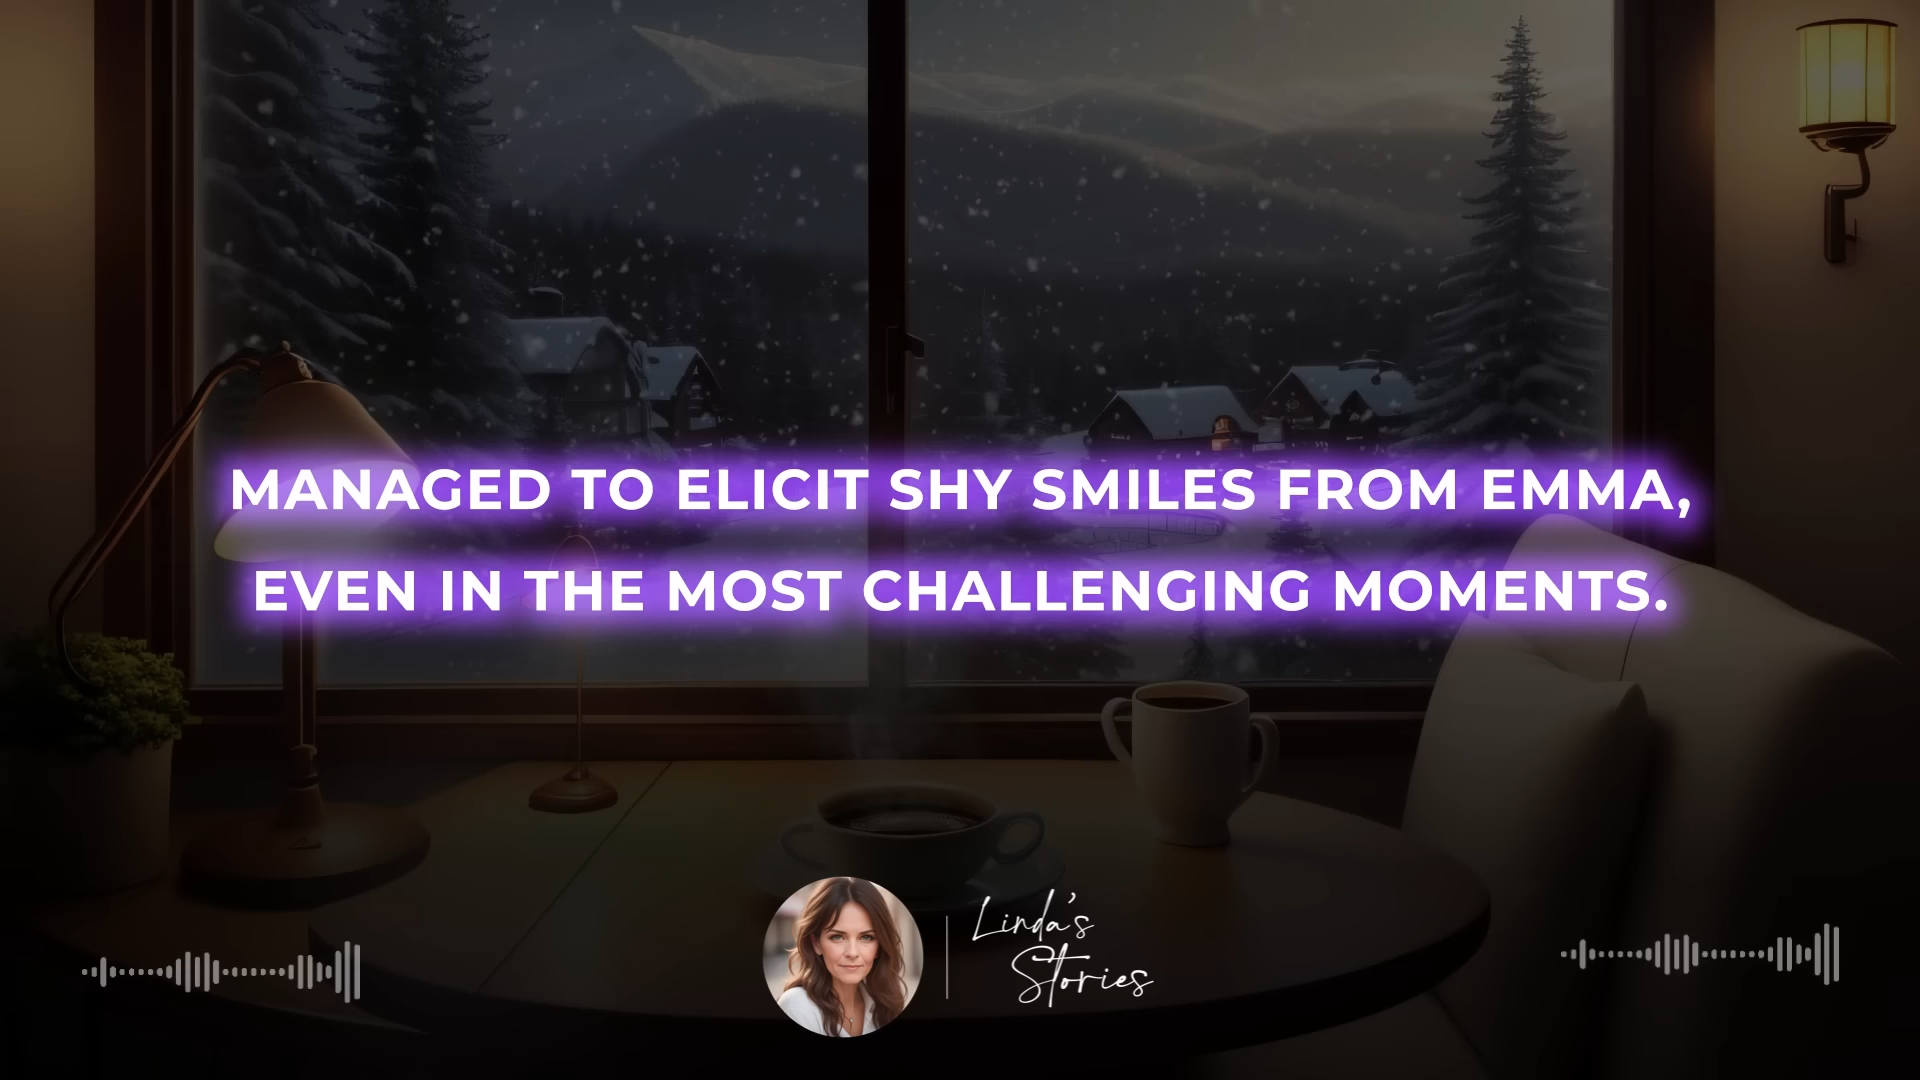 MANAGED TO ELICIT SHY SMILES FROM EMMA,
EVEN IN THE MOST CHALLENGING MOMENTS.
Linda's
Stories